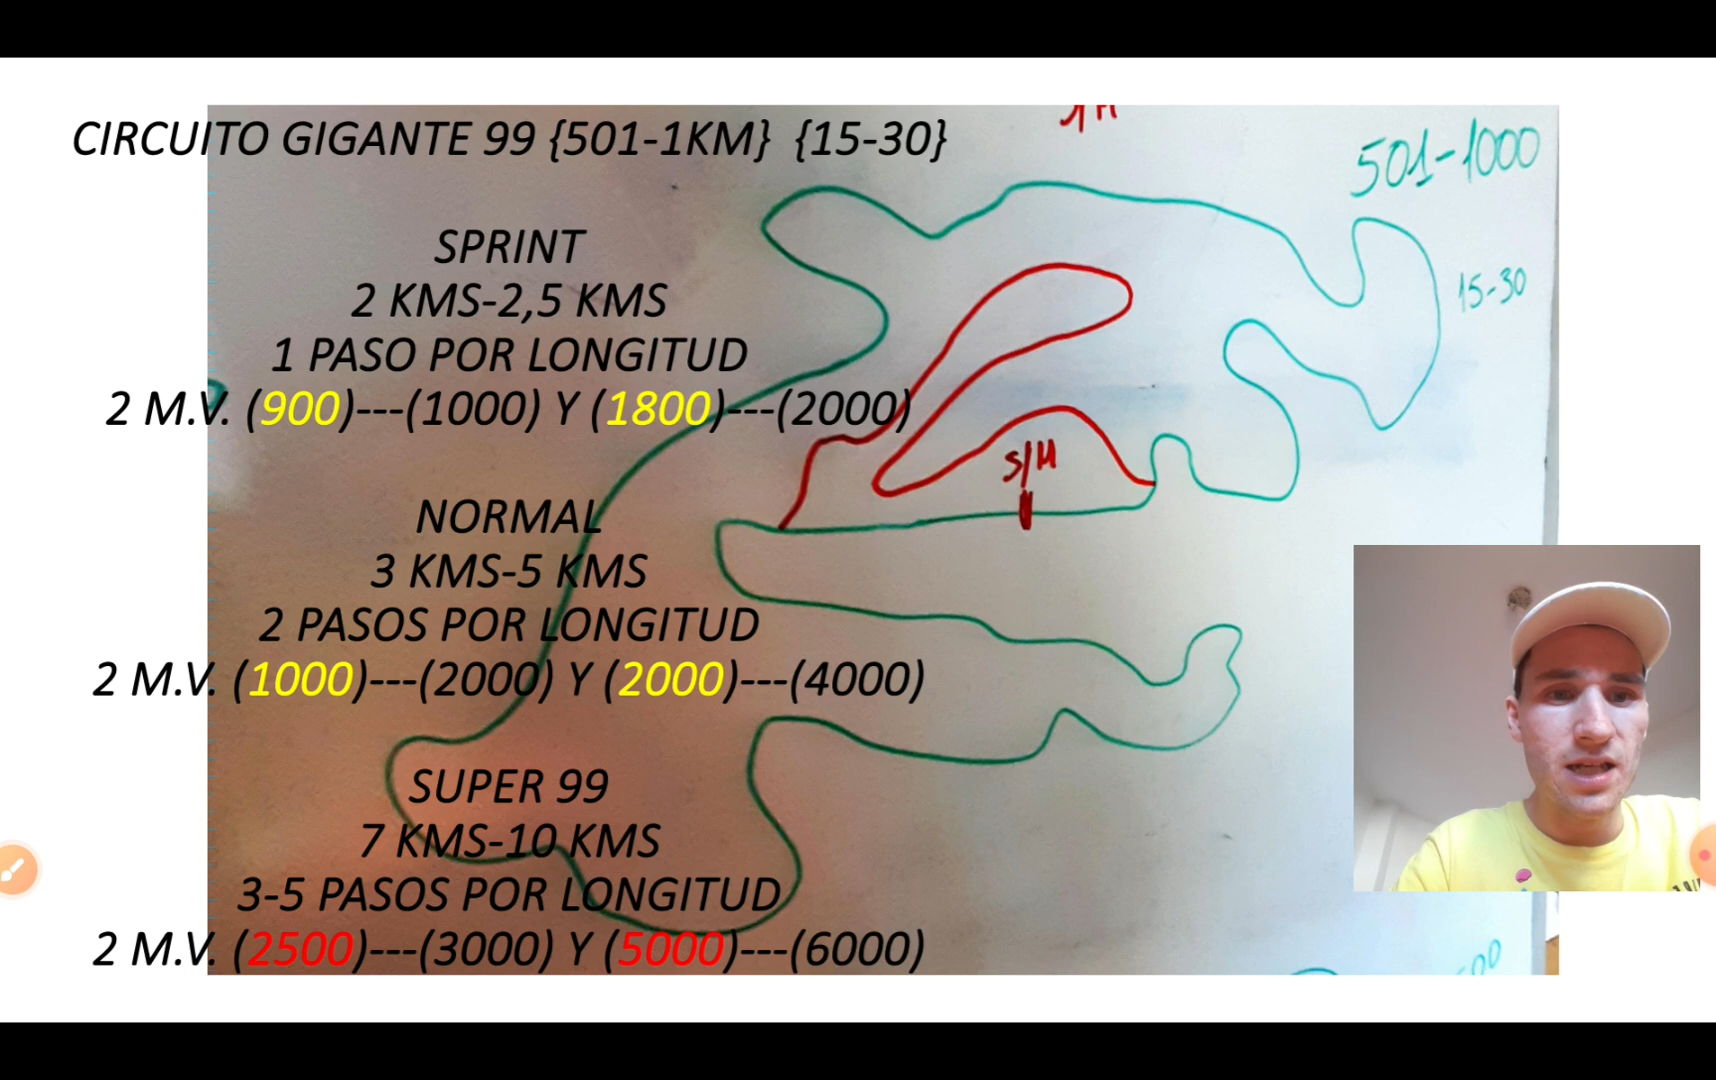 CIRCUITO GIGANTE 99 {501-1KM} {15-30}
SPRINT
2 KMS-2,5 KMS
1 PASO POR LONGITUD
2 M.V. (900)---(1000) Y (1800)---(2000)
NORMAL
3 KMS-5 KMS
2 PASOS POR LONGITUD
2 M.V. (1000)---(2000) Y (2000)---(4000)
SUPER 99
7 KMS-10 KMS
3-5 PASOS POR LONGITUD
2 M.V. (2500)---(3000) Y (5000)---(6000)
501-1000
15-30
S/M